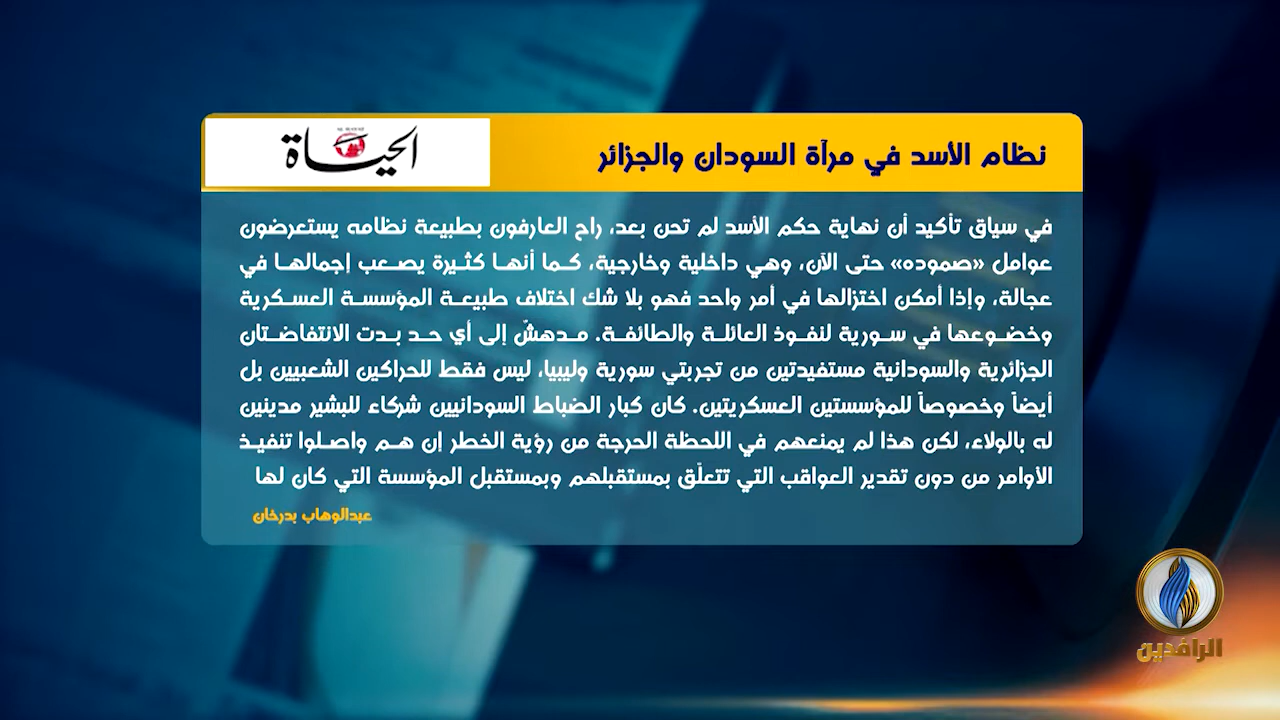 الحياة
نظام الأسد في مرآة السودان والجزائر
في سياق تأكيد أن نهاية حكم الأسد لم تحن بعد، راح العارفون بطبيعة نظامه يستعرضون
عوامل «صموده» حتى الآن، وهي داخلية وخارجية، كما أنها كثيرة يصعب إجمالها في
عجالة، وإذا أمكن اختزالها في أمر واحد فهو بلا شك اختلاف طبيعة المؤسسة العسكرية
وخضوعها في سورية لنفوذ العائلة والطائفة. مدهشٌ إلى أي حد بدت الانتفاضتان
الجزائرية والسودانية مستفيدتين من تجربتي سورية وليبيا، ليس فقط للحراكين الشعبيين بل
أيضاً وخصوصاً للمؤسستين العسكريتين. كان كبار الضباط السودانيين شركاء للبشير مدينين
له بالولاء، لكن هذا لم يمنعهم في اللحظة الحرجة من رؤية الخطر إن هم واصلوا تنفيذ
الأوامر من دون تقدير العواقب التي تتعلّق بمستقبلهم وبمستقبل المؤسسة التي كان لها
عبدالوهاب بدرخان
الرافدين